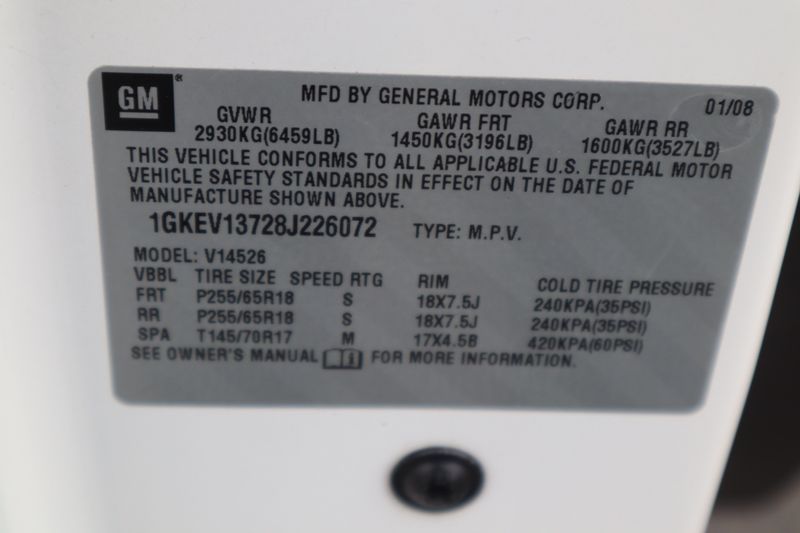 GM®
MFD BY GENERAL MOTORS CORP. 01/08
GVWR GAWR FRT GAWR RR
2930KG(6459LB) 1450KG(3196LB) 1600KG(3527LB)
THIS VEHICLE CONFORMS TO ALL APPLICABLE U.S. FEDERAL MOTOR
VEHICLE SAFETY STANDARDS IN EFFECT ON THE DATE OF
MANUFACTURE SHOWN ABOVE.
1GKEV13728J226072 TYPE: M.P.V.
MODEL: V14526
VBBL TIRE SIZE SPEED RTG RIM COLD TIRE PRESSURE
FRT P255/65R18 S 18X7.5J 240KPA(35PSI)
RR P255/65R18 S 18X7.5J 240KPA(35PSI)
SPA T145/70R17 M 17X4.5B 420KPA(60PSI)
SEE OWNER'S MANUAL FOR MORE INFORMATION.